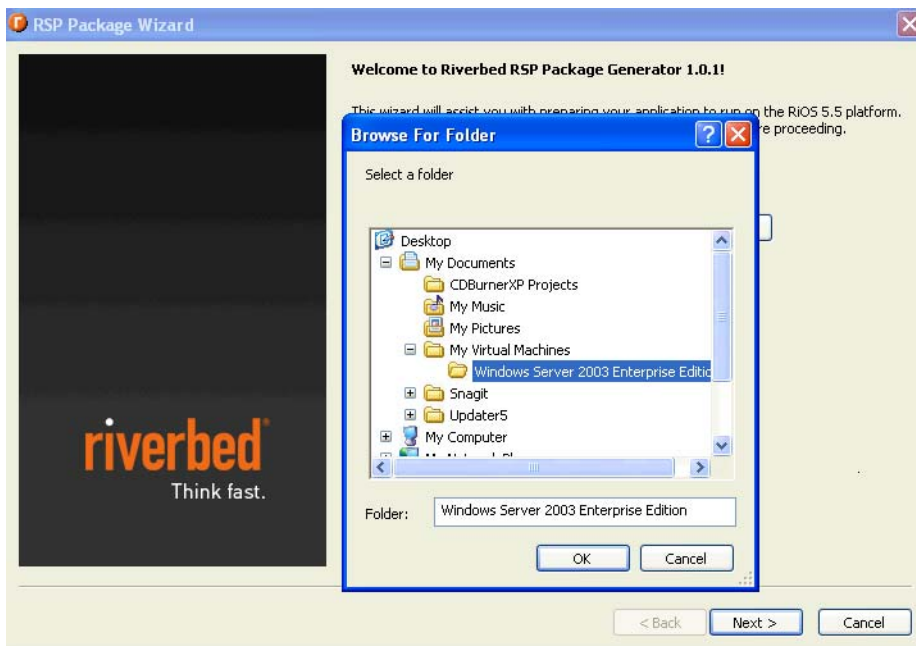 RSP Package Wizard
Welcome to Riverbed RSP Package Generator 1.0.1!
This wizard will assist you with preparing your application to run on the RiOS 5.5 platform.
re proceeding.
Browse For Folder
Select a folder
Desktop
My Documents
CDBurnerXP Projects
My Music
My Pictures
My Virtual Machines
Windows Server 2003 Enterprise Editio
Snagit
Updater5
My Computer
Folder:
Windows Server 2003 Enterprise Edition
OK
Cancel
riverbed
Think fast.
< Back
Next >
Cancel